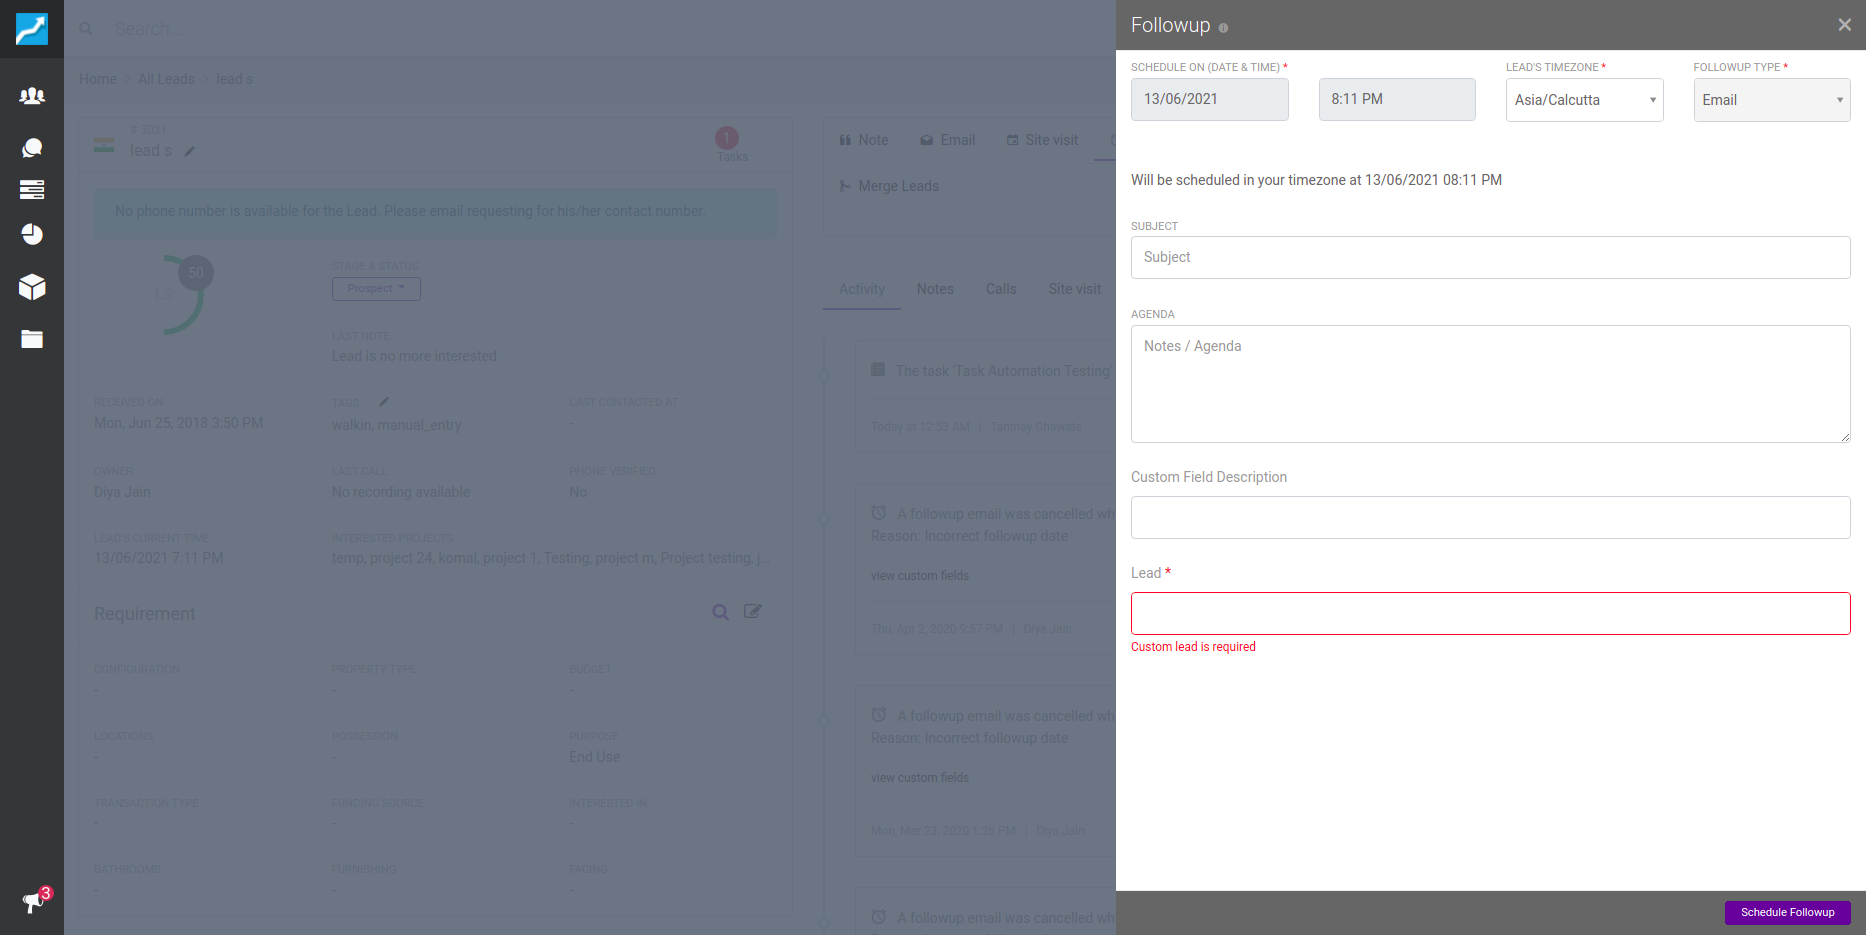 Search...
Home > All Leads > lead s
# 3031
lead s
1
Tasks
No phone number is available for the Lead. Please email requesting for his/her contact number.
LS
50
STAGE & STATUS
Prospect
LAST NOTE
Lead is no more interested
RECEIVED ON
Mon, Jun 25, 2018 3:50 PM
TAGS
walkin, manual_entry
LAST CONTACTED AT
-
OWNER
Diya Jain
LAST CALL
No recording available
PHONE VERIFIED
No
LEAD'S CURRENT TIME
13/06/2021 7:11 PM
INTERESTED PROJECTS
temp, project 24, komal, project 1, Testing, project m, Project testing, j...
Requirement
CONFIGURATION
-
PROPERTY TYPE
-
BUDGET
-
LOCATIONS
-
POSSESSION
-
PURPOSE
End Use
TRANSACTION TYPE
-
FUNDING SOURCE
-
INTERESTED IN
-
BATHROOMS
-
FURNISHING
-
FACING
-
3
Note Email Site visit
Merge Leads
Activity Notes Calls Site visit
The task 'Task Automation Testing'
Today at 12:53 AM | Tanmay Ghawate
A followup email was cancelled wh
Reason: Incorrect followup date
view custom fields
Thu, Apr 2, 2020 9:57 PM | Diya Jain
A followup email was cancelled wh
Reason: Incorrect followup date
view custom fields
Mon, Mar 23, 2020 1:26 PM | Diya Jain
A followup email was cancelled wh
Followup
SCHEDULE ON (DATE & TIME) *
13/06/2021
8:11 PM
LEAD'S TIMEZONE *
Asia/Calcutta
FOLLOWUP TYPE *
Email
Will be scheduled in your timezone at 13/06/2021 08:11 PM
SUBJECT
Subject
AGENDA
Notes / Agenda
Custom Field Description
Lead *
Custom lead is required
Schedule Followup